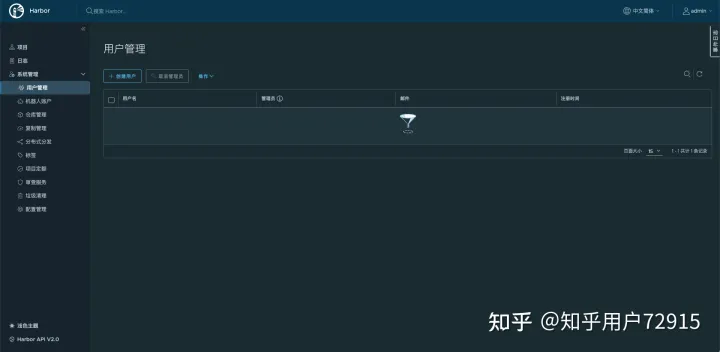 Harbor
搜索 Harbor...
中文简体
admin
项目
日志
系统管理
用户管理
机器人账户
仓库管理
复制管理
分布式分发
标签
项目定额
审查服务
垃圾清理
配置管理
浅色主题
Harbor API V2.0
用户管理
创建用户
设置管理员
操作
用户名
管理员
邮件
注册时间
页面大小
15
1 - 1 共计 1 条记录
知乎 @知乎用户72915